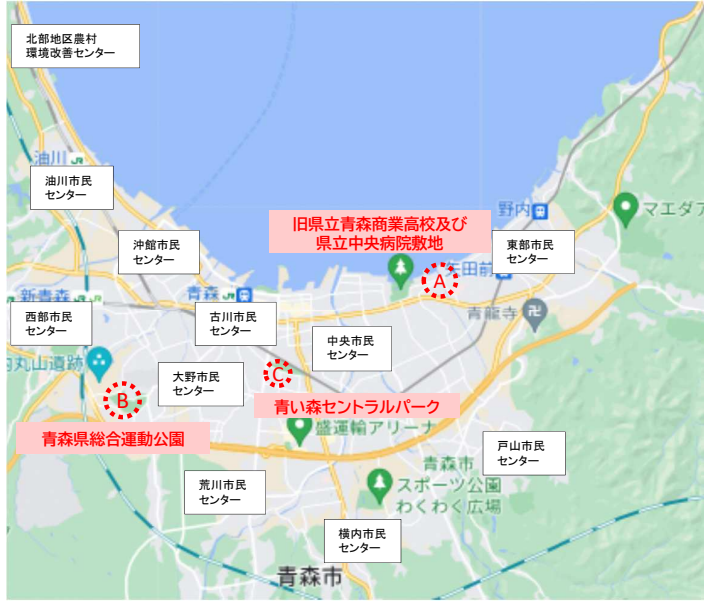 北部地区農村
環境改善センター
油川
油川市民
センター
旧県立青森商業高校及び
県立中央病院敷地
野内
マエダア
沖館市民
センター
東部市民
センター
矢田前
A
新青森
青森
西部市民
センター
古川市民
センター
青龍寺
中央市民
センター
内丸山遺跡
大野市民
センター
C
B
青い森セントラルパーク
盛運輸アリーナ
青森県総合運動公園
戸山市民
センター
青森市
スポーツ公園
わくわく広場
荒川市民
センター
横内市民
センター
青森市